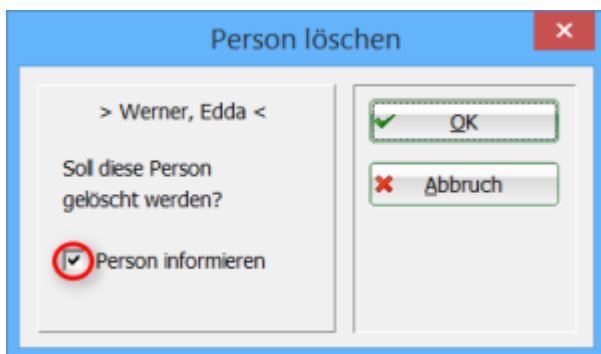 Person löschen
> Werner, Edda <
Soll diese Person
gelöscht werden?
Person informieren
OK
Abbruch